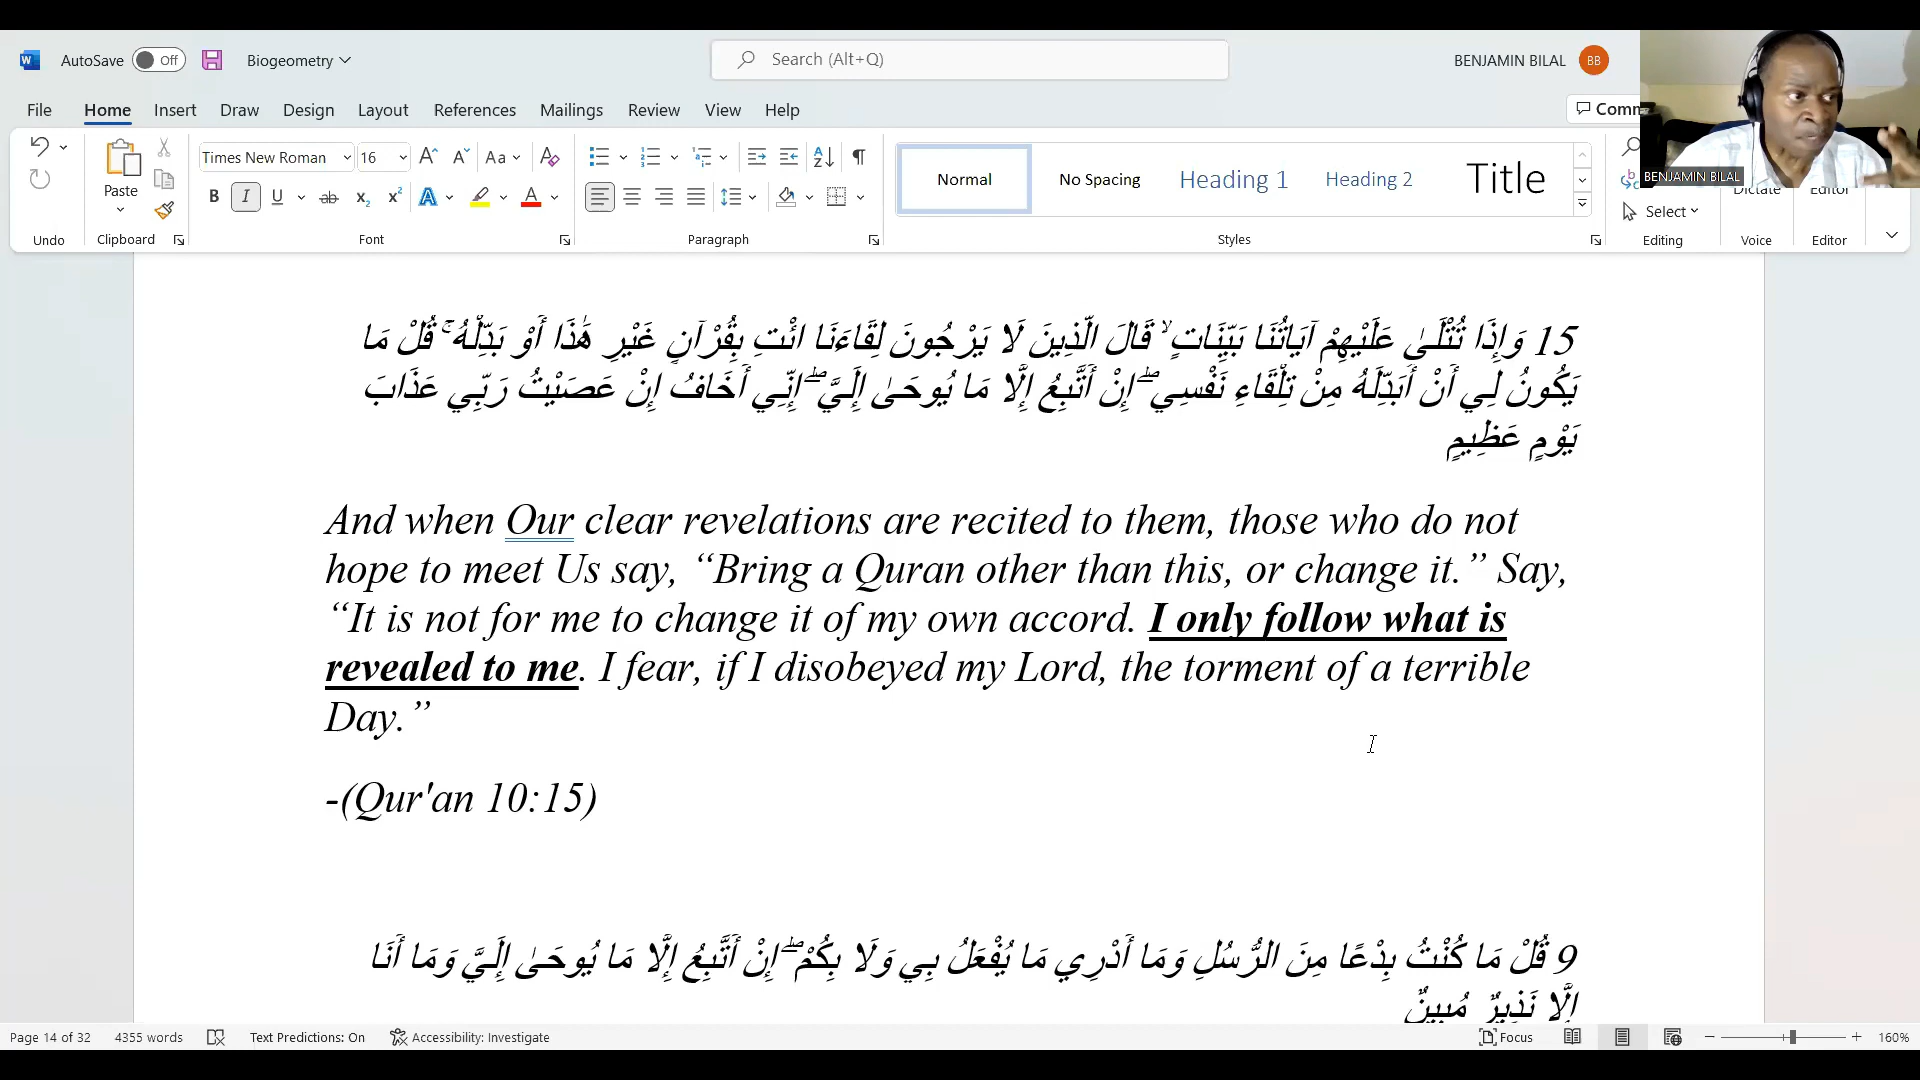 AutoSave Off Biogeometry Search (Alt+Q) BENJAMIN BILAL BB
File Home Insert Draw Design Layout References Mailings Review View Help
BENJAMIN BILAL
Times New Roman 16 Aa
Paste
Normal No Spacing Heading 1 Heading 2 Title
Select
Undo Clipboard Font Paragraph Styles Editing Voice Editor
15 وَإِذَا تُتْلَىٰ عَلَيْهِمْ آيَاتُنَا بَيِّنَاتٍ ۙ قَالَ الَّذِينَ لَا يَرْجُونَ لِقَاءَنَا ائْتِ بِقُرْآنٍ غَيْرِ هَٰذَا أَوْ بَدِّلْهُ ۚ قُلْ مَا
يَكُونُ لِي أَنْ أُبَدِّلَهُ مِنْ تِلْقَاءِ نَفْسِي ۖ إِنْ أَتَّبِعُ إِلَّا مَا يُوحَىٰ إِلَيَّ ۖ إِنِّي أَخَافُ إِنْ عَصَيْتُ رَبِّي عَذَابَ
يَوْمٍ عَظِيمٍ
And when Our clear revelations are recited to them, those who do not
hope to meet Us say, “Bring a Quran other than this, or change it.” Say,
“It is not for me to change it of my own accord. I only follow what is
revealed to me. I fear, if I disobeyed my Lord, the torment of a terrible
Day.”
-(Qur'an 10:15)
9 قُلْ مَا كُنْتُ بِدْعًا مِنَ الرُّسُلِ وَمَا أَدْرِي مَا يُفْعَلُ بِي وَلَا بِكُمْ ۖ إِنْ أَتَّبِعُ إِلَّا مَا يُوحَىٰ إِلَيَّ وَمَا أَنَا
إِلَّا نَذِيرٌ مُبِينٌ
Page 14 of 32 4355 words Text Predictions: On Accessibility: Investigate Focus 160%